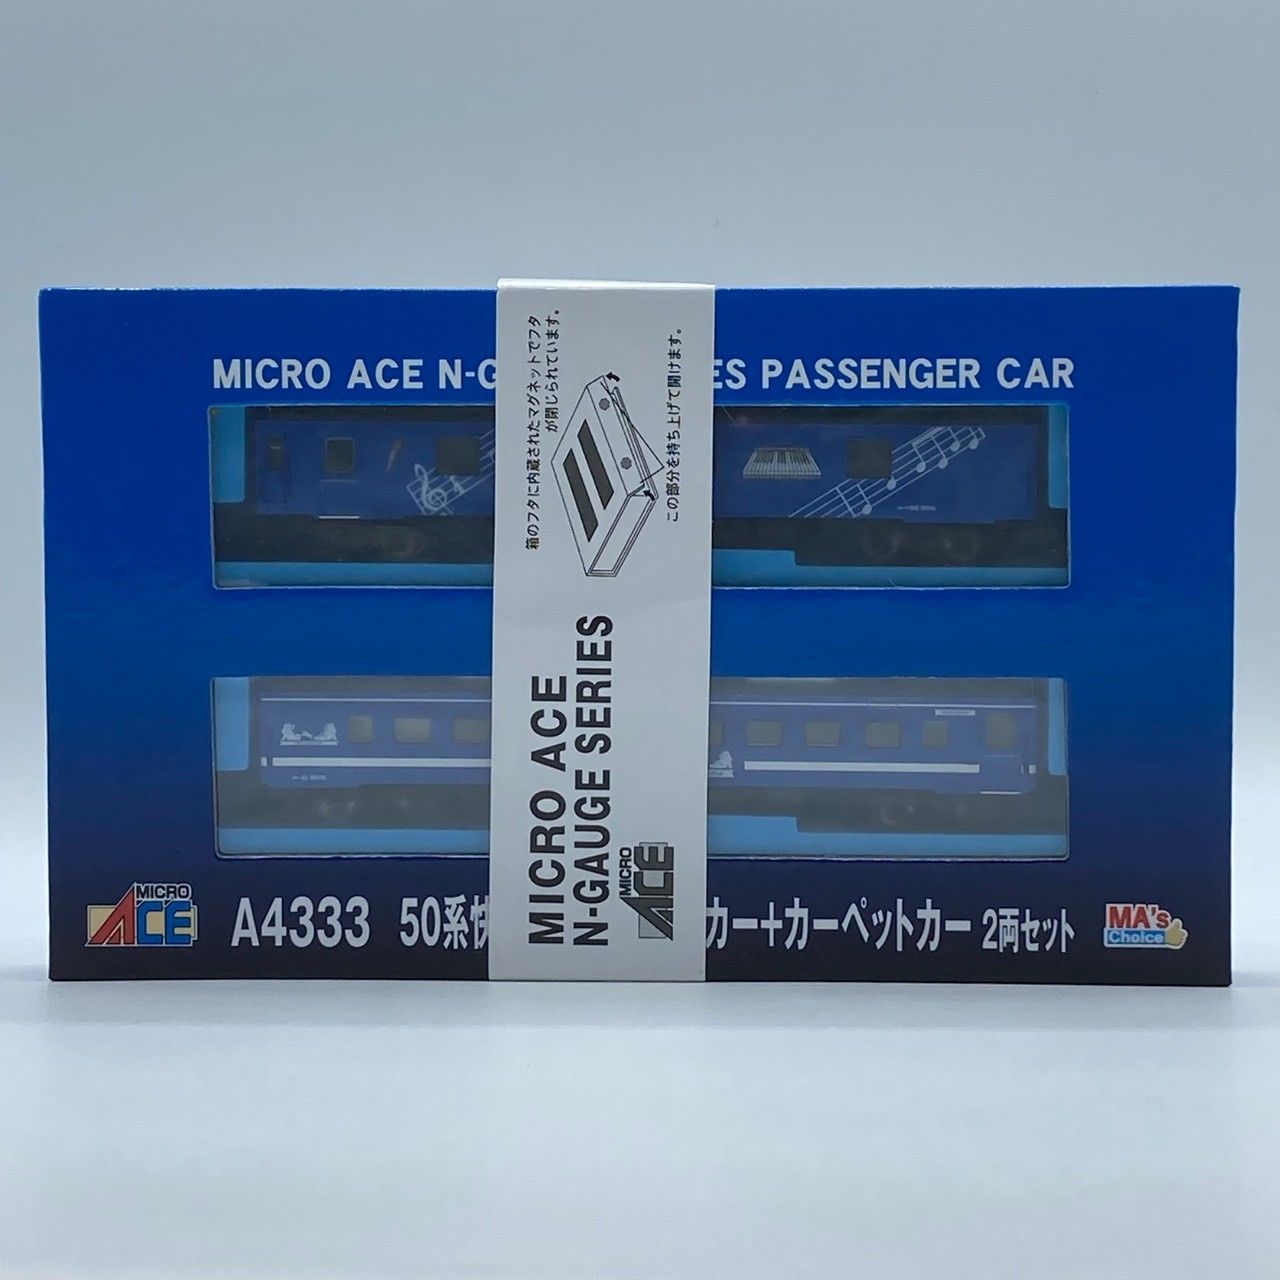 MICRO ACE N-G
ES PASSENGER CAR
箱のフタに内蔵されたマグネットでフタ
が閉じられています。
この部分を持ち上げて開けます。
MICRO ACE
N-GAUGE SERIES
MICRO
ACE
MICRO
ACE
A4333 50系快
カー+カーペットカー 2両セット
MA's
Choice